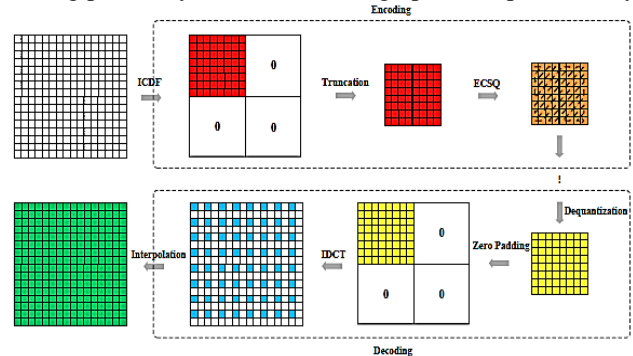 Encoding
ICDF
0
Truncation
ECSQ
0
0
Dequantization
Interpolation
IDCT
0
Zero Padding
0
0
Decoding